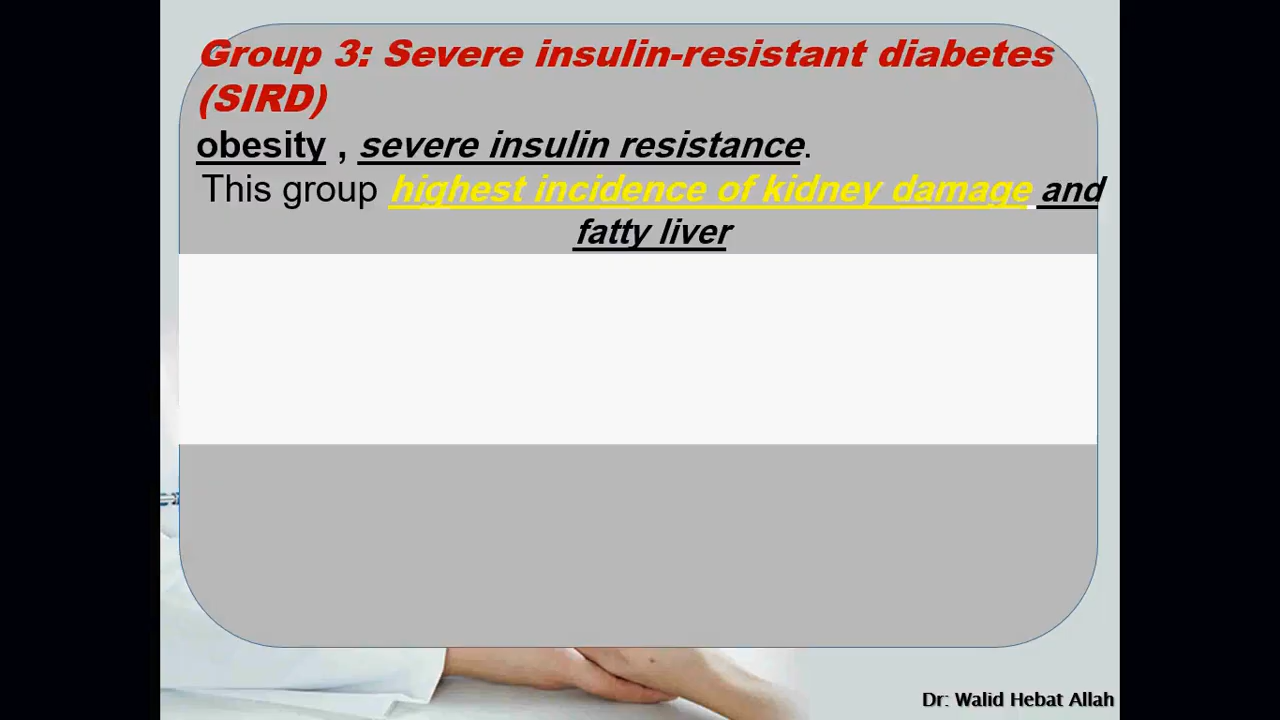 Group 3: Severe insulin-resistant diabetes
(SIRD)
obesity , severe insulin resistance.
This group highest incidence of kidney damage and
fatty liver
Dr: Walid Hebat Allah